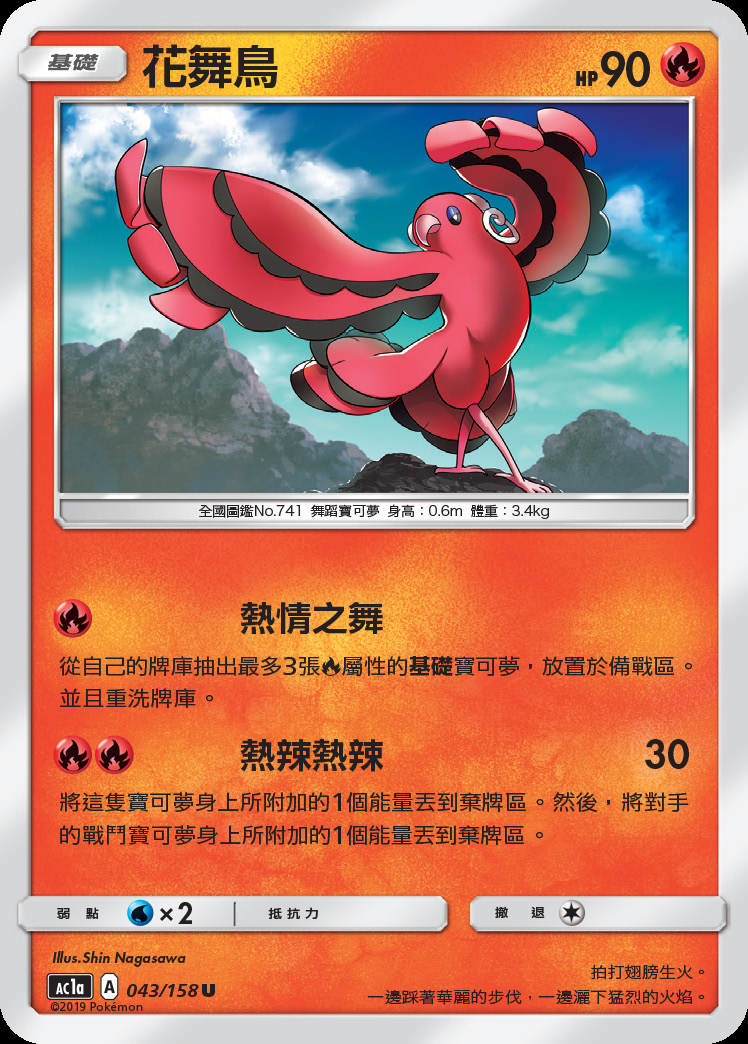 基礎 花舞鳥 HP90
全國圖鑑No.741 舞蹈寶可夢 身高：0.6m 體重：3.4kg
熱情之舞
從自己的牌庫抽出最多3張屬性的基礎寶可夢，放置於備戰區。
並且重洗牌庫。
熱辣熱辣 30
將這隻寶可夢身上所附加的1個能量丟到棄牌區。然後，將對手
的戰鬥寶可夢身上所附加的1個能量丟到棄牌區。
弱點 ×2 抵抗力 撤退
Illus.Shin Nagasawa
AC1a A 043/158 U
©2019 Pokémon
拍打翅膀生火。
一邊踩著華麗的步伐，一邊灑下猛烈的火焰。